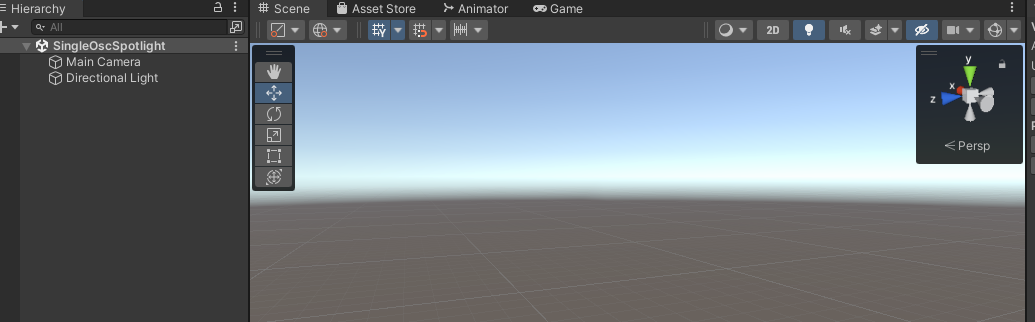 Hierarchy
All
SingleOscSpotlight
Main Camera
Directional Light
Scene
Asset Store
Animator
Game
2D
y
x
z
Persp